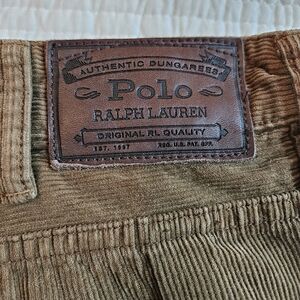 AUTHENTIC DUNGAREES
Polo
RALPH LAUREN
ORIGINAL RL QUALITY
EST. 1967 REG. U.S. PAT. OFF.